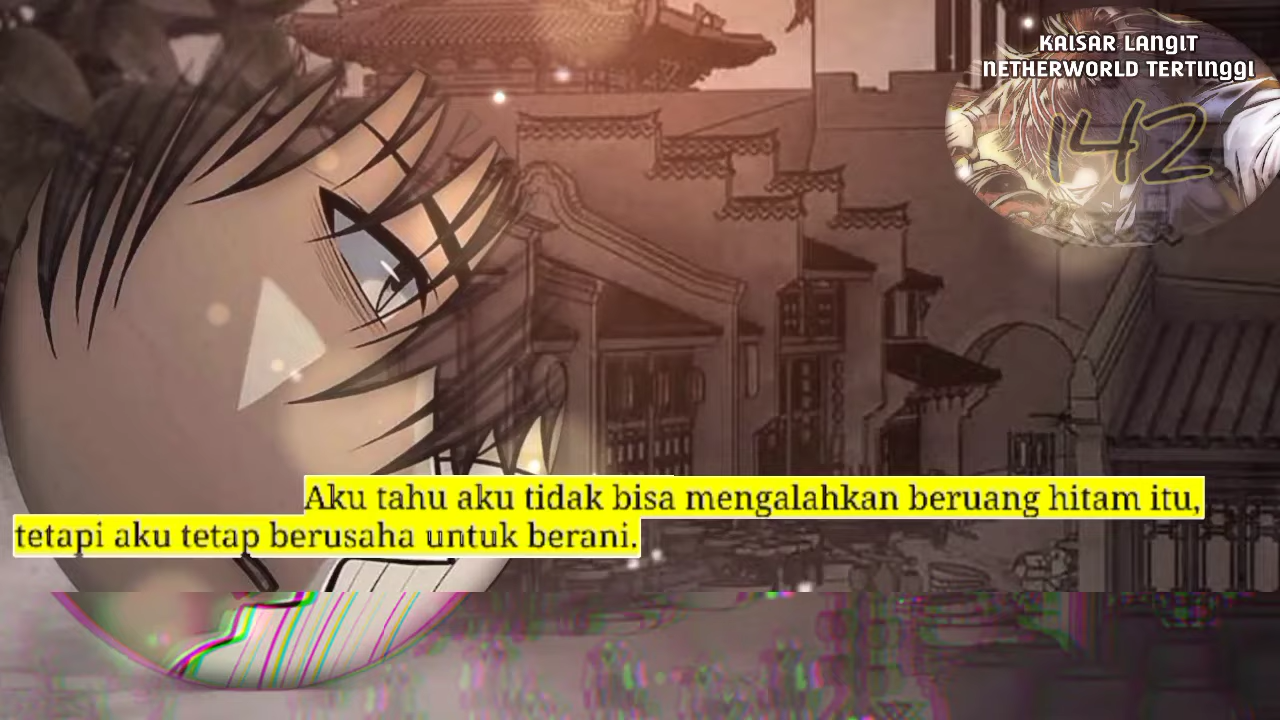 KAISAR LANGIT
NETHERWORLD TERTINGGI
142
Aku tahu aku tidak bisa mengalahkan beruang hitam itu,
tetapi aku tetap berusaha untuk berani.